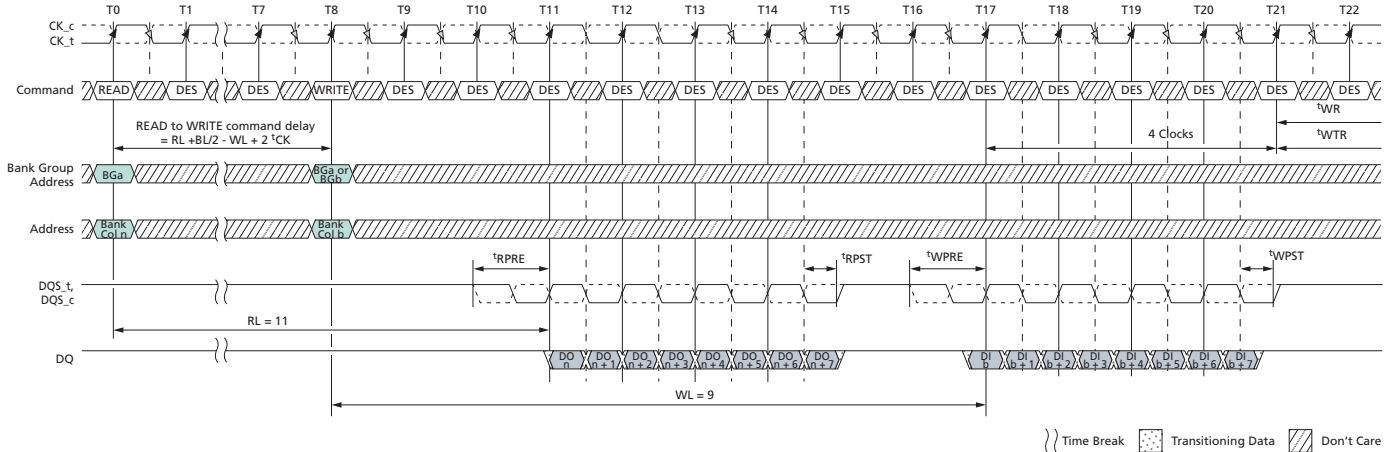 T0 T1 T7 T8 T9 T10 T11 T12 T13 T14 T15 T16 T17 T18 T19 T20 T21 T22
CK_c
CK_t
Command READ DES DES WRITE DES DES DES DES DES DES DES DES DES DES DES DES DES DES
READ to WRITE command delay
= RL +BL/2 - WL + 2 tCK
4 Clocks
tWR
tWTR
Bank Group
Address
BGa
BGa or
BGb
Address
Bank
Col n
Bank
Col b
tRPRE
tRPST
tWPRE
tWPST
DQS_t,
DQS_c
RL = 11
DQ
DO
n
DO
n + 1
DO
n + 2
DO
n + 3
DO
n + 4
DO
n + 5
DO
n + 6
DO
n + 7
DI
b
DI
b + 1
DI
b + 2
DI
b + 3
DI
b + 4
DI
b + 5
DI
b + 6
DI
b + 7
WL = 9
Time Break Transitioning Data Don't Care